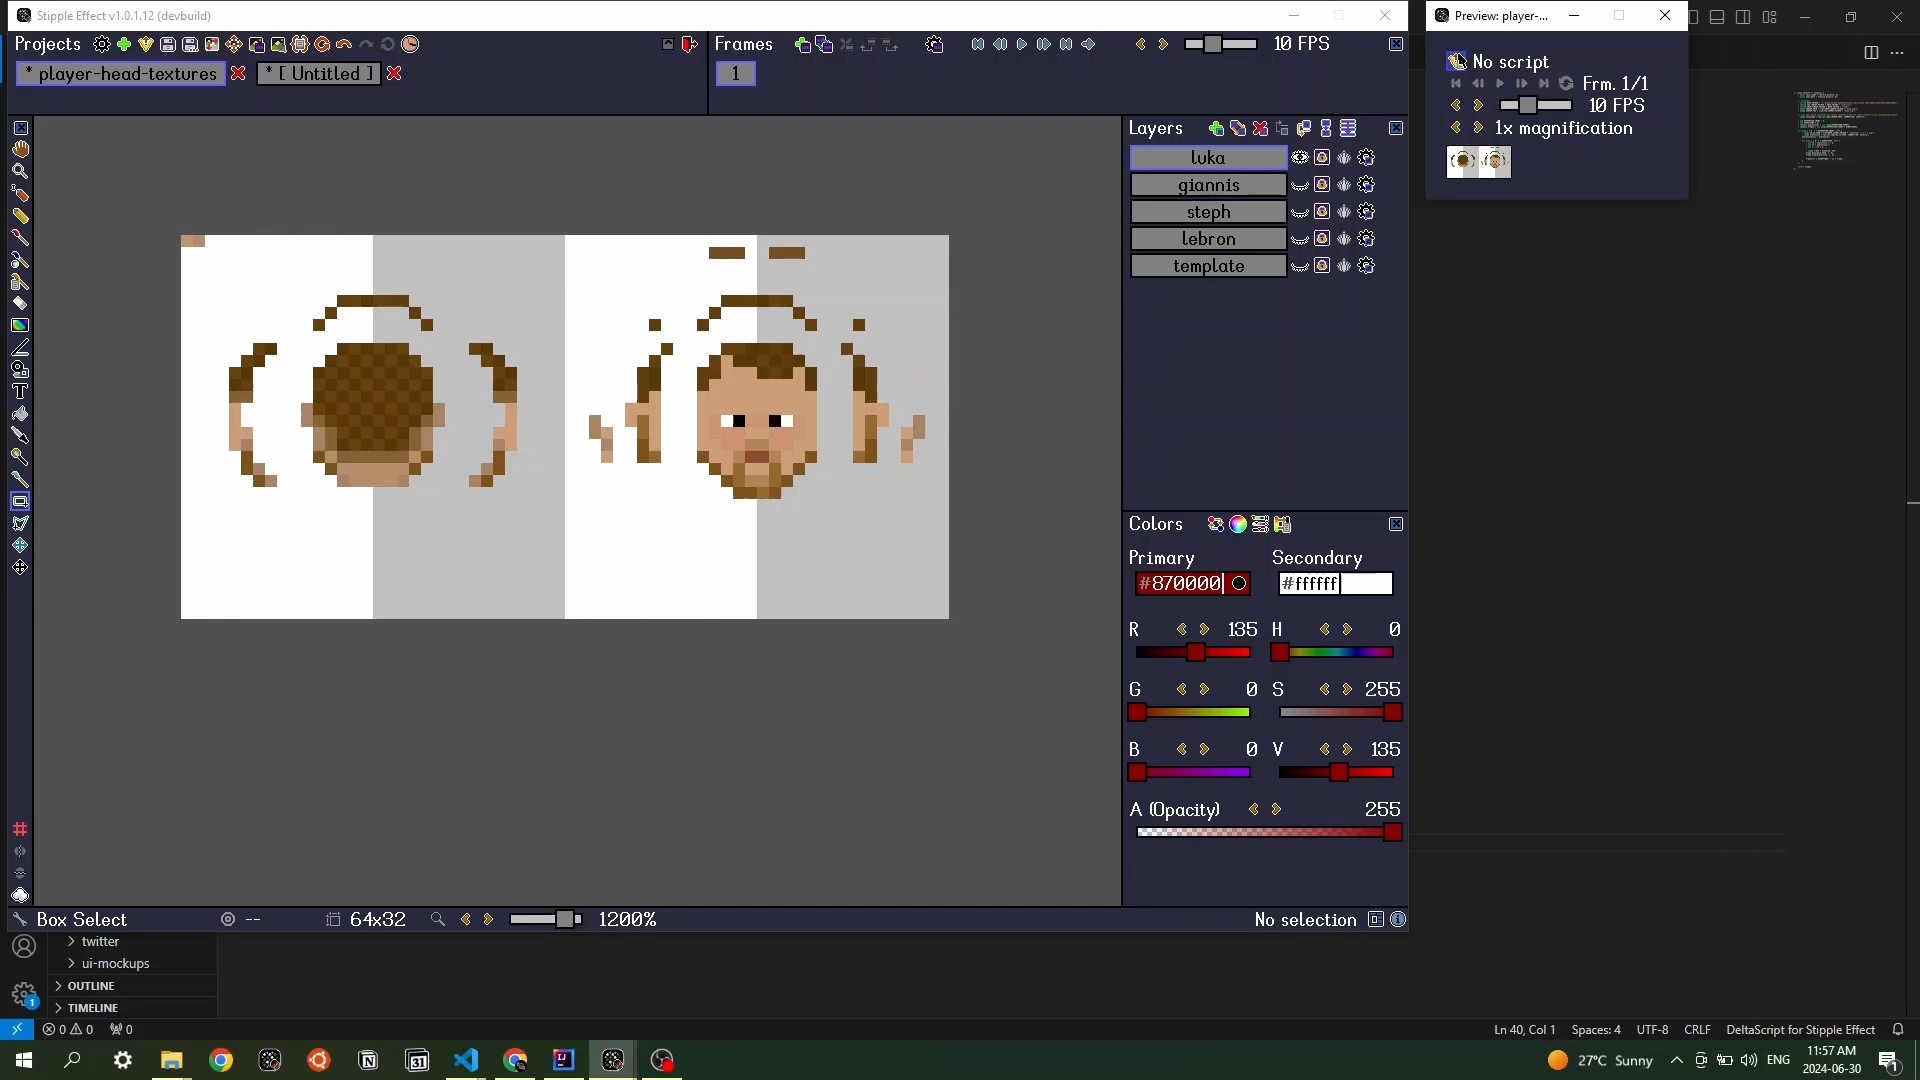 Stipple Effect v1.0.1.12 (devbuild)
Projects
* player-head-textures
* [ Untitled ]
Frames
10 FPS
1
Preview: player-...
No script
Frm. 1/1
10 FPS
1x magnification
Layers
luka
giannis
steph
lebron
template
Colors
Primary
Secondary
#870000
#ffffff
R 135
H 0
G 0
S 255
B 0
V 135
A (Opacity) 255
Box Select
--
64x32
1200%
No selection
twitter
ui-mockups
OUTLINE
TIMELINE
1
0 0 0
Ln 40, Col 1
Spaces: 4
UTF-8
CRLF
DeltaScript for Stipple Effect
31
27°C Sunny
ENG
11:57 AM
2024-06-30
1